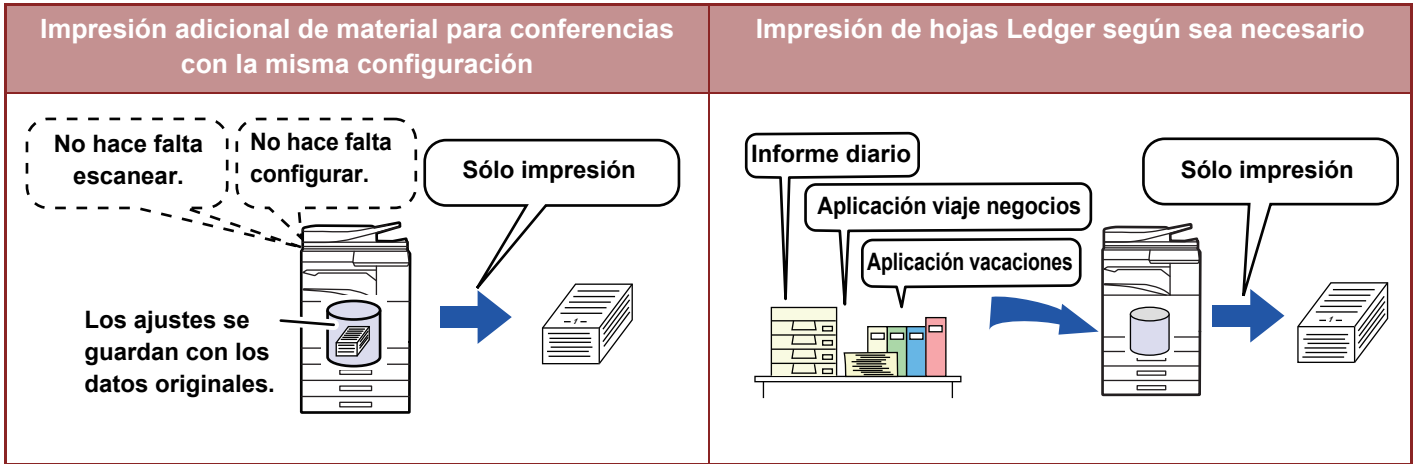 Impresión adicional de material para conferencias
con la misma configuración
No hace falta
escanear.
No hace falta
configurar.
Sólo impresión
Los ajustes se
guardan con los
datos originales.
-1-
Impresión de hojas Ledger según sea necesario
Informe diario
Aplicación viaje negocios
Aplicación vacaciones
Sólo impresión
-1-